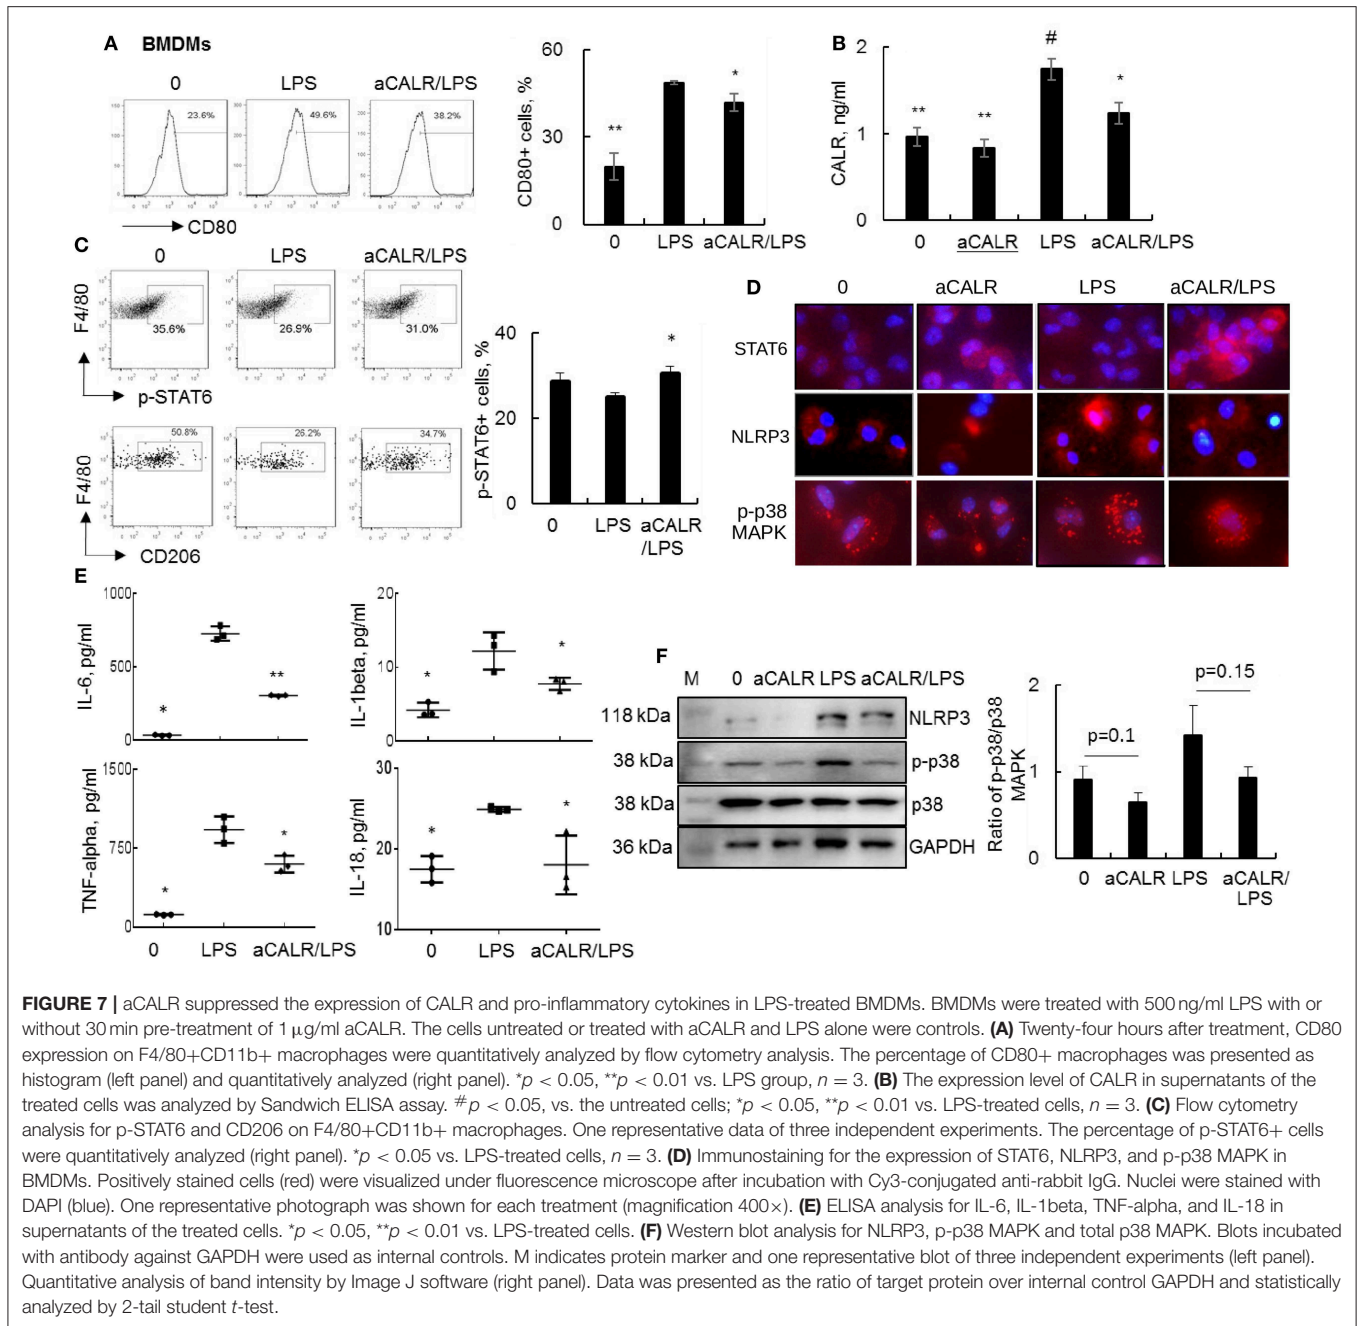 A BMDMs
0 LPS aCALR/LPS
23.6% 49.6% 38.2%
CD80
CD80+ cells, %
60
30
0
** *
0 LPS aCALR/LPS
B
CALR, ng/ml
2
1
0
** ** # *
0 aCALR LPS aCALR/LPS
C
0 LPS aCALR/LPS
F4/80
35.6% 26.9% 31.0%
p-STAT6
F4/80
50.8% 26.2% 34.7%
CD206
p-STAT6+ cells, %
40
20
0
*
0 LPS aCALR
/LPS
D
0 aCALR LPS aCALR/LPS
STAT6
NLRP3
p-p38
MAPK
E
IL-6, pg/ml
1000
500
0
* **
IL-1beta, pg/ml
20
10
0
* *
TNF-alpha, pg/ml
1500
750
0
* *
0 LPS aCALR/LPS
IL-18, pg/ml
30
20
10
* *
0 LPS aCALR/LPS
F
M 0 aCALR LPS aCALR/LPS
118 kDa NLRP3
38 kDa p-p38
38 kDa p38
36 kDa GAPDH
Ratio of p-p38/p38
MAPK
2
1
0
p=0.1
p=0.15
0 aCALR LPS aCALR/
LPS
FIGURE 7 | aCALR suppressed the expression of CALR and pro-inflammatory cytokines in LPS-treated BMDMs. BMDMs were treated with 500 ng/ml LPS with or
without 30 min pre-treatment of 1 μg/ml aCALR. The cells untreated or treated with aCALR and LPS alone were controls. (A) Twenty-four hours after treatment, CD80
expression on F4/80+CD11b+ macrophages were quantitatively analyzed by flow cytometry analysis. The percentage of CD80+ macrophages was presented as
histogram (left panel) and quantitatively analyzed (right panel). *p < 0.05, **p < 0.01 vs. LPS group, n = 3. (B) The expression level of CALR in supernatants of the
treated cells was analyzed by Sandwich ELISA assay. #p < 0.05, vs. the untreated cells; *p < 0.05, **p < 0.01 vs. LPS-treated cells, n = 3. (C) Flow cytometry
analysis for p-STAT6 and CD206 on F4/80+CD11b+ macrophages. One representative data of three independent experiments. The percentage of p-STAT6+ cells
were quantitatively analyzed (right panel). *p < 0.05 vs. LPS-treated cells, n = 3. (D) Immunostaining for the expression of STAT6, NLRP3, and p-p38 MAPK in
BMDMs. Positively stained cells (red) were visualized under fluorescence microscope after incubation with Cy3-conjugated anti-rabbit IgG. Nuclei were stained with
DAPI (blue). One representative photograph was shown for each treatment (magnification 400×). (E) ELISA analysis for IL-6, IL-1beta, TNF-alpha, and IL-18 in
supernatants of the treated cells. *p < 0.05, **p < 0.01 vs. LPS-treated cells. (F) Western blot analysis for NLRP3, p-p38 MAPK and total p38 MAPK. Blots incubated
with antibody against GAPDH were used as internal controls. M indicates protein marker and one representative blot of three independent experiments (left panel).
Quantitative analysis of band intensity by Image J software (right panel). Data was presented as the ratio of target protein over internal control GAPDH and statistically
analyzed by 2-tail student t-test.